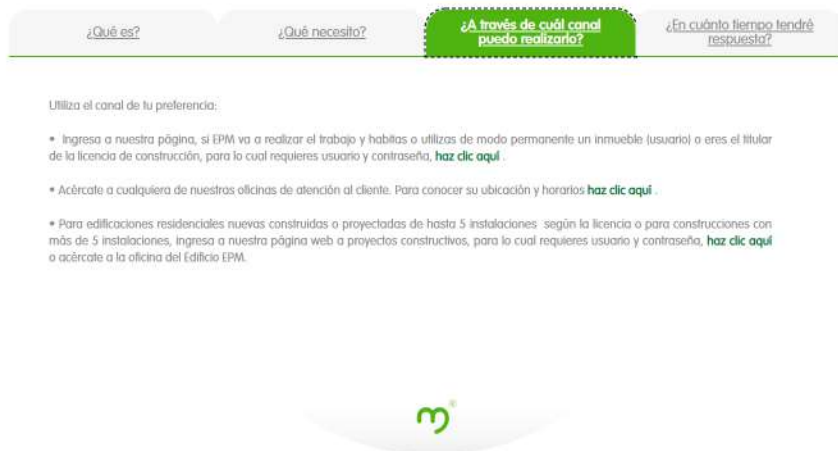 ¿Qué es?
¿Qué necesito?
¿A través de cuál canal
puedo realizarlo?
¿En cuánto tiempo tendré
respuesta?
Utiliza el canal de tu preferencia:
• Ingresa a nuestra página, si EPM va a realizar el trabajo y habitas o utilizas de modo permanente un inmueble (usuario) o eres el titular
de la licencia de construcción, para lo cual requieres usuario y contraseña, haz clic aquí .
• Acércate a cualquiera de nuestras oficinas de atención al cliente. Para conocer su ubicación y horarios haz clic aquí .
• Para edificaciones residenciales nuevas construidas o proyectadas de hasta 5 instalaciones según la licencia o para construcciones con
más de 5 instalaciones, ingresa a nuestra página web a proyectos constructivos, para lo cual requieres usuario y contraseña, haz clic aquí
o acércate a la oficina del Edificio EPM.